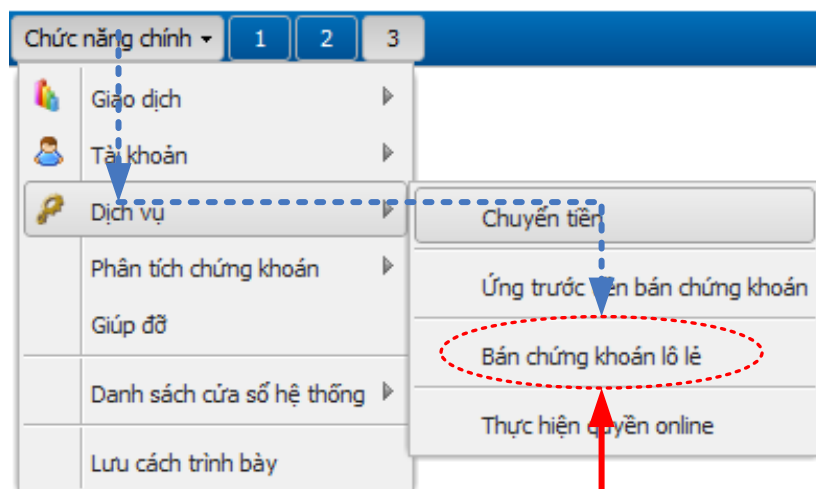 Chức năng chính 1 2 3
Giao dịch
Tài khoản
Dịch vụ
Phân tích chứng khoán
Giúp đỡ
Danh sách cửa sổ hệ thống
Lưu cách trình bày
Chuyển tiền
Ứng trước tiền bán chứng khoán
Bán chứng khoán lô lẻ
Thực hiện quyền online